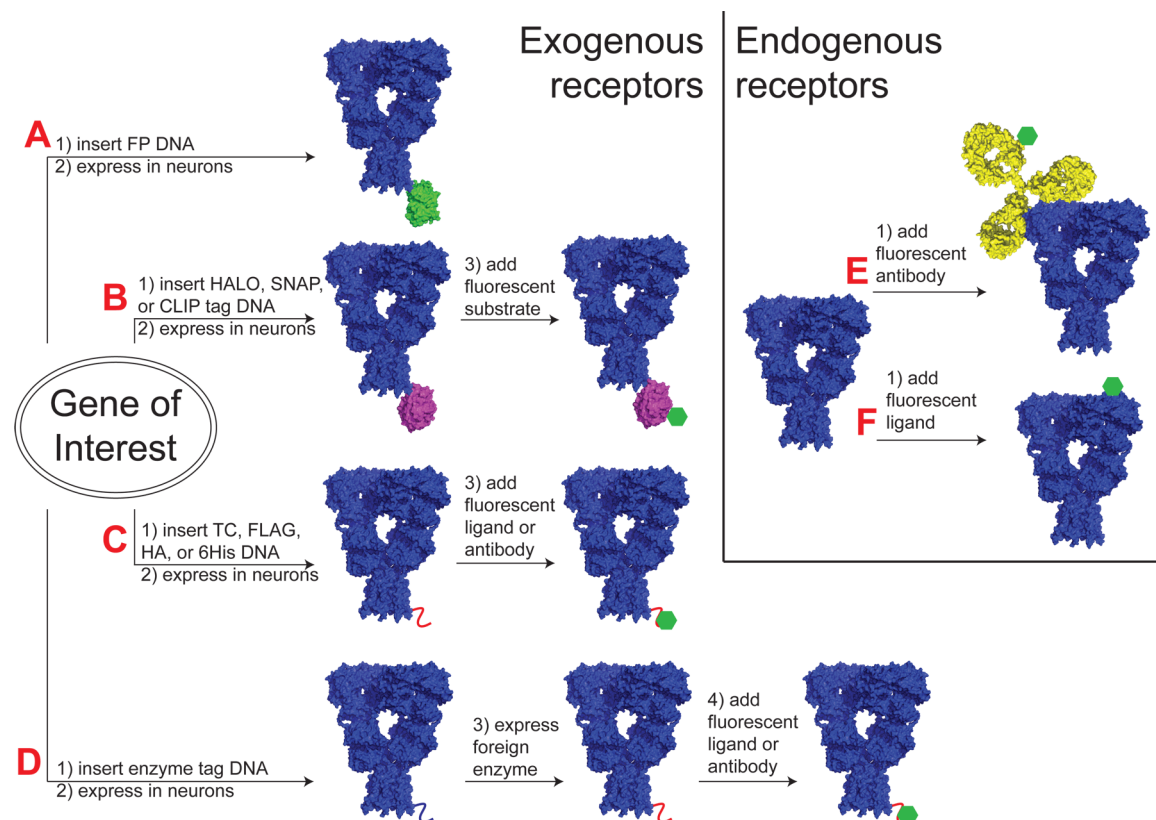 Exogenous
receptors
Endogenous
receptors
A
1) insert FP DNA
2) express in neurons
B
1) insert HALO, SNAP,
or CLIP tag DNA
2) express in neurons
3) add
fluorescent
substrate
Gene of
Interest
C
1) insert TC, FLAG,
HA, or 6His DNA
2) express in neurons
3) add
fluorescent
ligand or
antibody
D
1) insert enzyme tag DNA
2) express in neurons
3) express
foreign
enzyme
4) add
fluorescent
ligand or
antibody
E
1) add
fluorescent
antibody
F
1) add
fluorescent
ligand